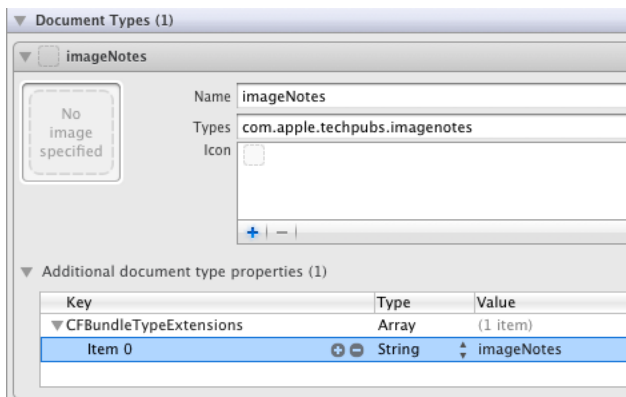 Document Types (1)
imageNotes
No
image
specified
Name imageNotes
Types com.apple.techpubs.imagenotes
Icon
Additional document type properties (1)
Key Type Value
CFBundleTypeExtensions Array (1 item)
Item 0 String imageNotes